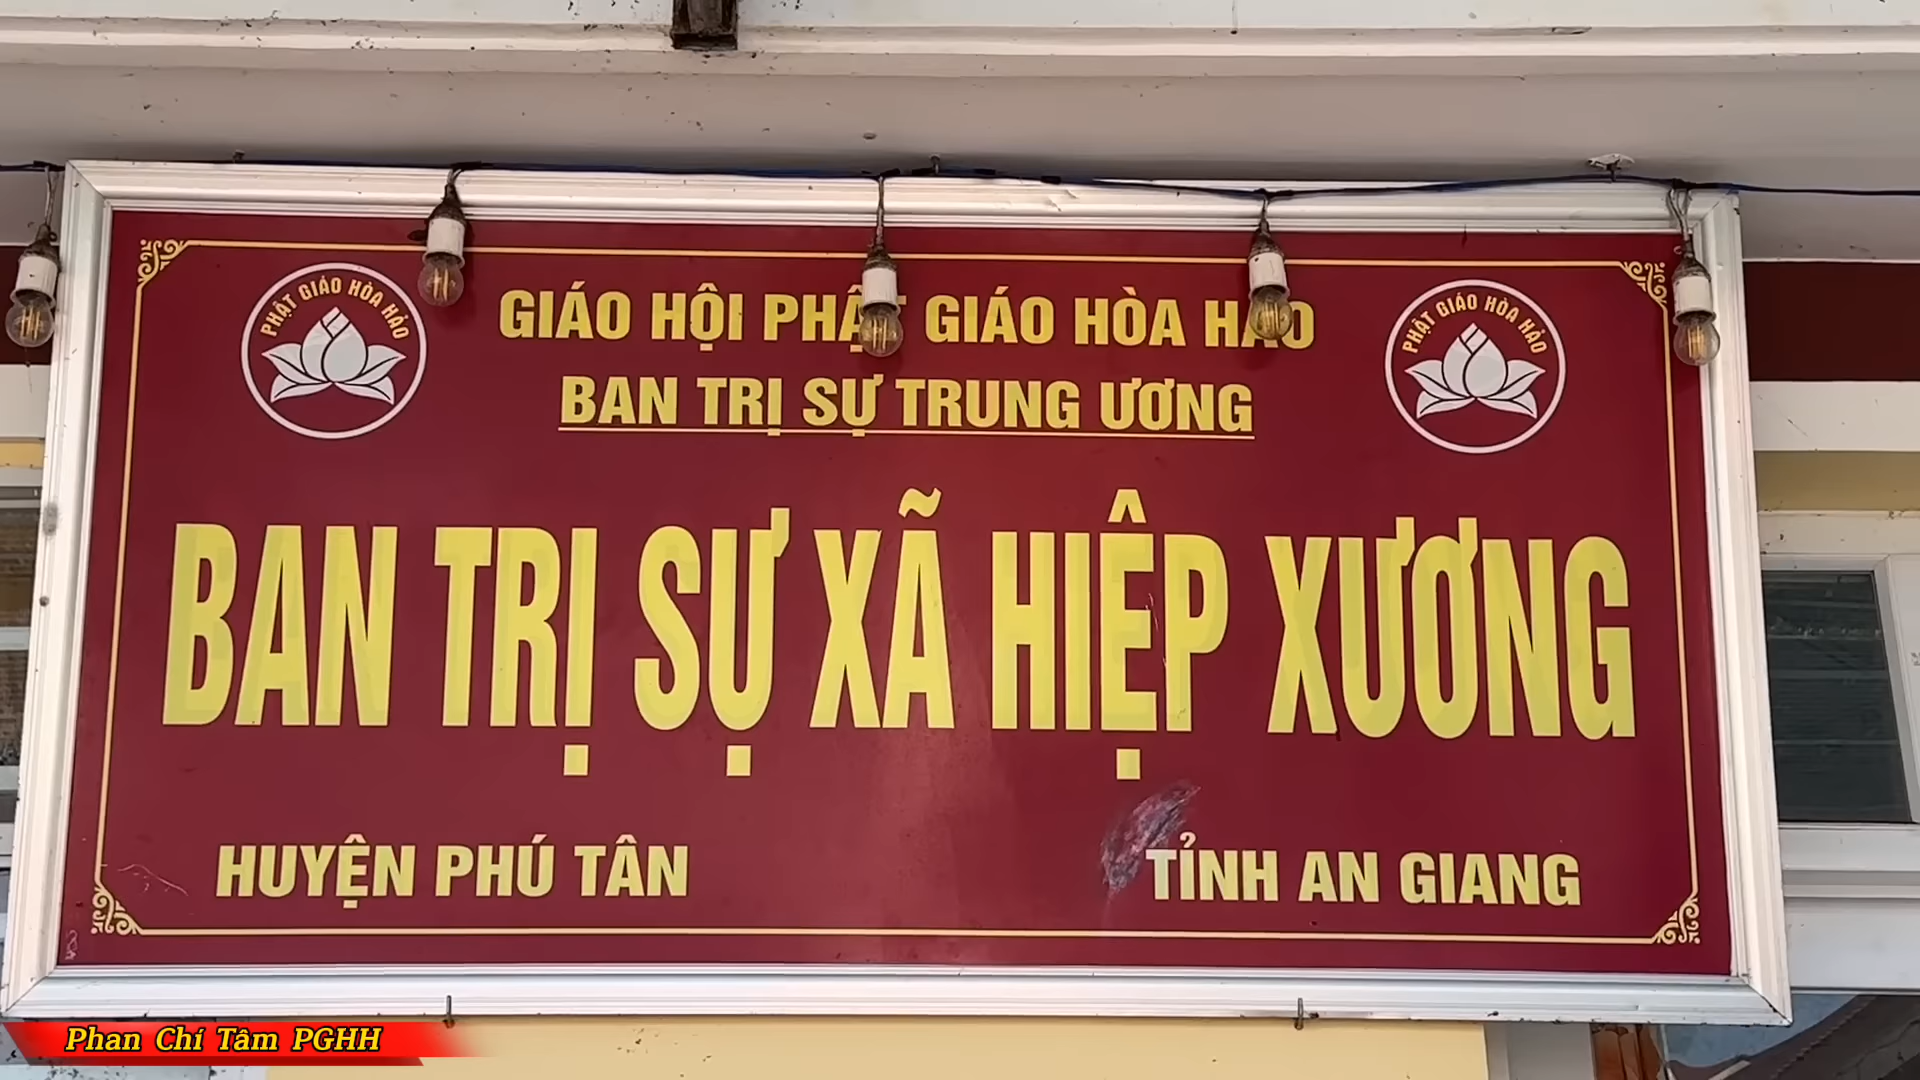 PHẬT GIÁO HÒA HẢO
GIÁO HỘI PHẬT GIÁO HÒA HẢO
PHẬT GIÁO HÒA HẢO
BAN TRỊ SỰ TRUNG ƯƠNG
BAN TRỊ SỰ XÃ HIỆP XƯƠNG
HUYỆN PHÚ TÂN
TỈNH AN GIANG
Phan Chí Tâm PGHH